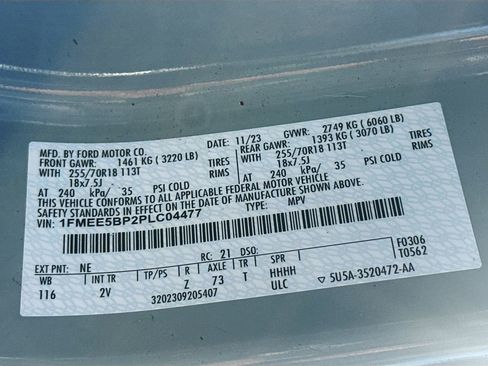 MFD. BY FORD MOTOR CO.
DATE: 11/23 GVWR: 2749 KG (6060 LB)
FRONT GAWR: 1461 KG (3220 LB) REAR GAWR: 1393 KG (3070 LB)
WITH 255/70R18 113T TIRES WITH 255/70R18 113T TIRES
18x7.5J RIMS 18x7.5J RIMS
AT 240 kPa/ 35 PSI COLD AT 240 kPa/ 35 PSI COLD
THIS VEHICLE CONFORMS TO ALL APPLICABLE FEDERAL MOTOR VEHICLE
SAFETY STANDARDS IN EFFECT ON THE DATE OF MANUFACTURE SHOWN ABOVE.
VIN: 1FMEE5BP2PLC04477 TYPE: MPV
F0306
T0562
EXT PNT: NE RC: 21 DSO:
WB INT TR TP/PS R AXLE TR SPR
116 2V Z 73 T HHHH
ULC
3202309205407 5U5A-3520472-AA